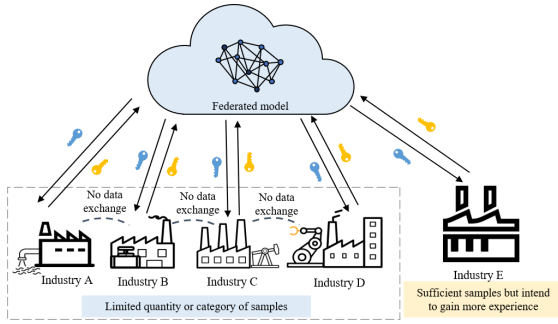 Federated model
No data
exchange
No data
exchange
No data
exchange
Industry A
Industry B
Industry C
Industry D
Industry E
Limited quantity or category of samples
Sufficient samples but intend
to gain more experience